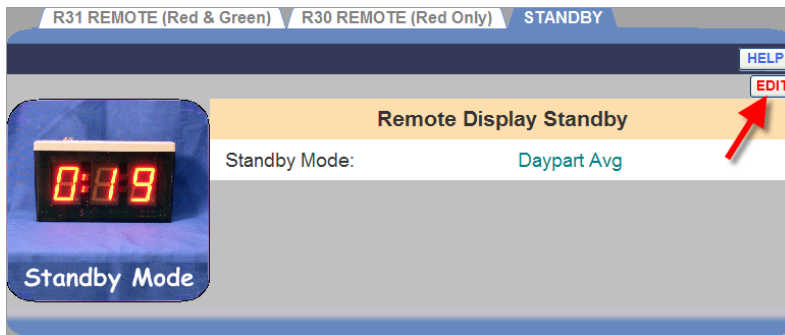 R31 REMOTE (Red & Green) R30 REMOTE (Red Only) STANDBY
HELP
EDIT
Remote Display Standby
Standby Mode: Daypart Avg
0:19
Standby Mode